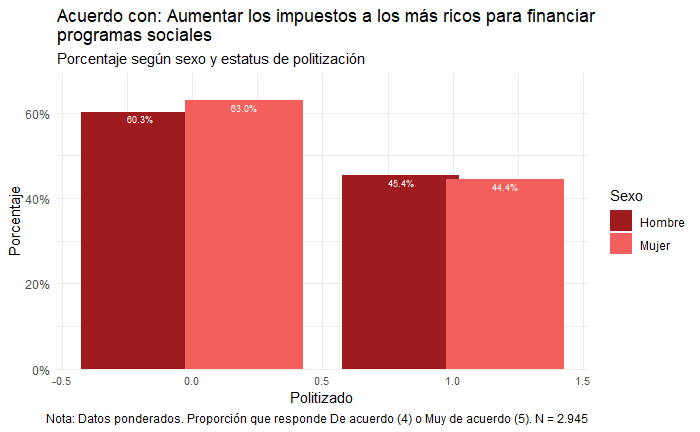 Acuerdo con: Aumentar los impuestos a los más ricos para financiar
programas sociales
Porcentaje según sexo y estatus de politización
Porcentaje
60%
40%
20%
0%
60.3%
63.0%
45.4%
44.4%
-0.5
0.0
0.5
1.0
1.5
Politizado
Sexo
Hombre
Mujer
Nota: Datos ponderados. Proporción que responde De acuerdo (4) o Muy de acuerdo (5). N = 2.945